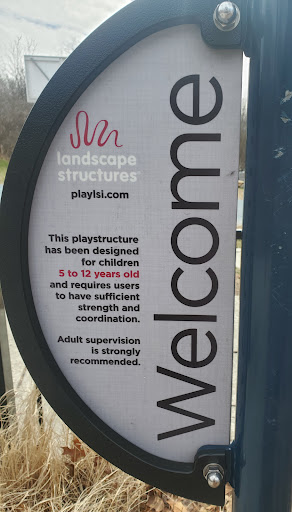 landscape
structures®
playlsi.com
This playstructure
has been designed
for children
5 to 12 years old
and requires users
to have sufficient
strength and
coordination.
Adult supervision
is strongly
recommended.
Welcome